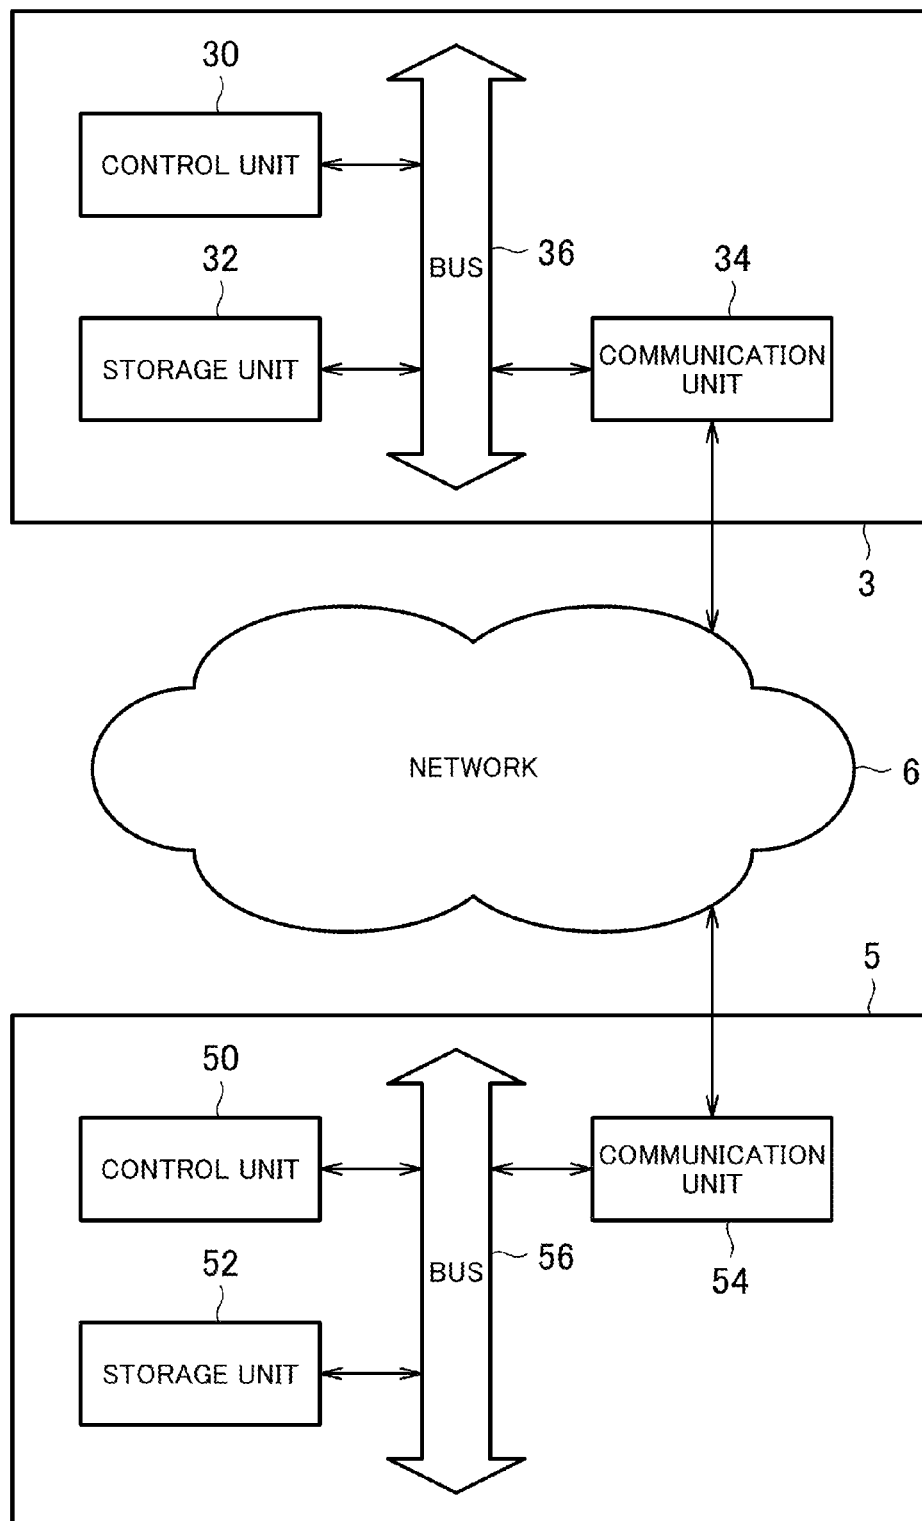 30
CONTROL UNIT
32
STORAGE UNIT
BUS
36
34
COMMUNICATION
UNIT
3
NETWORK
6
5
50
CONTROL UNIT
COMMUNICATION
UNIT
54
52
STORAGE UNIT
BUS
56